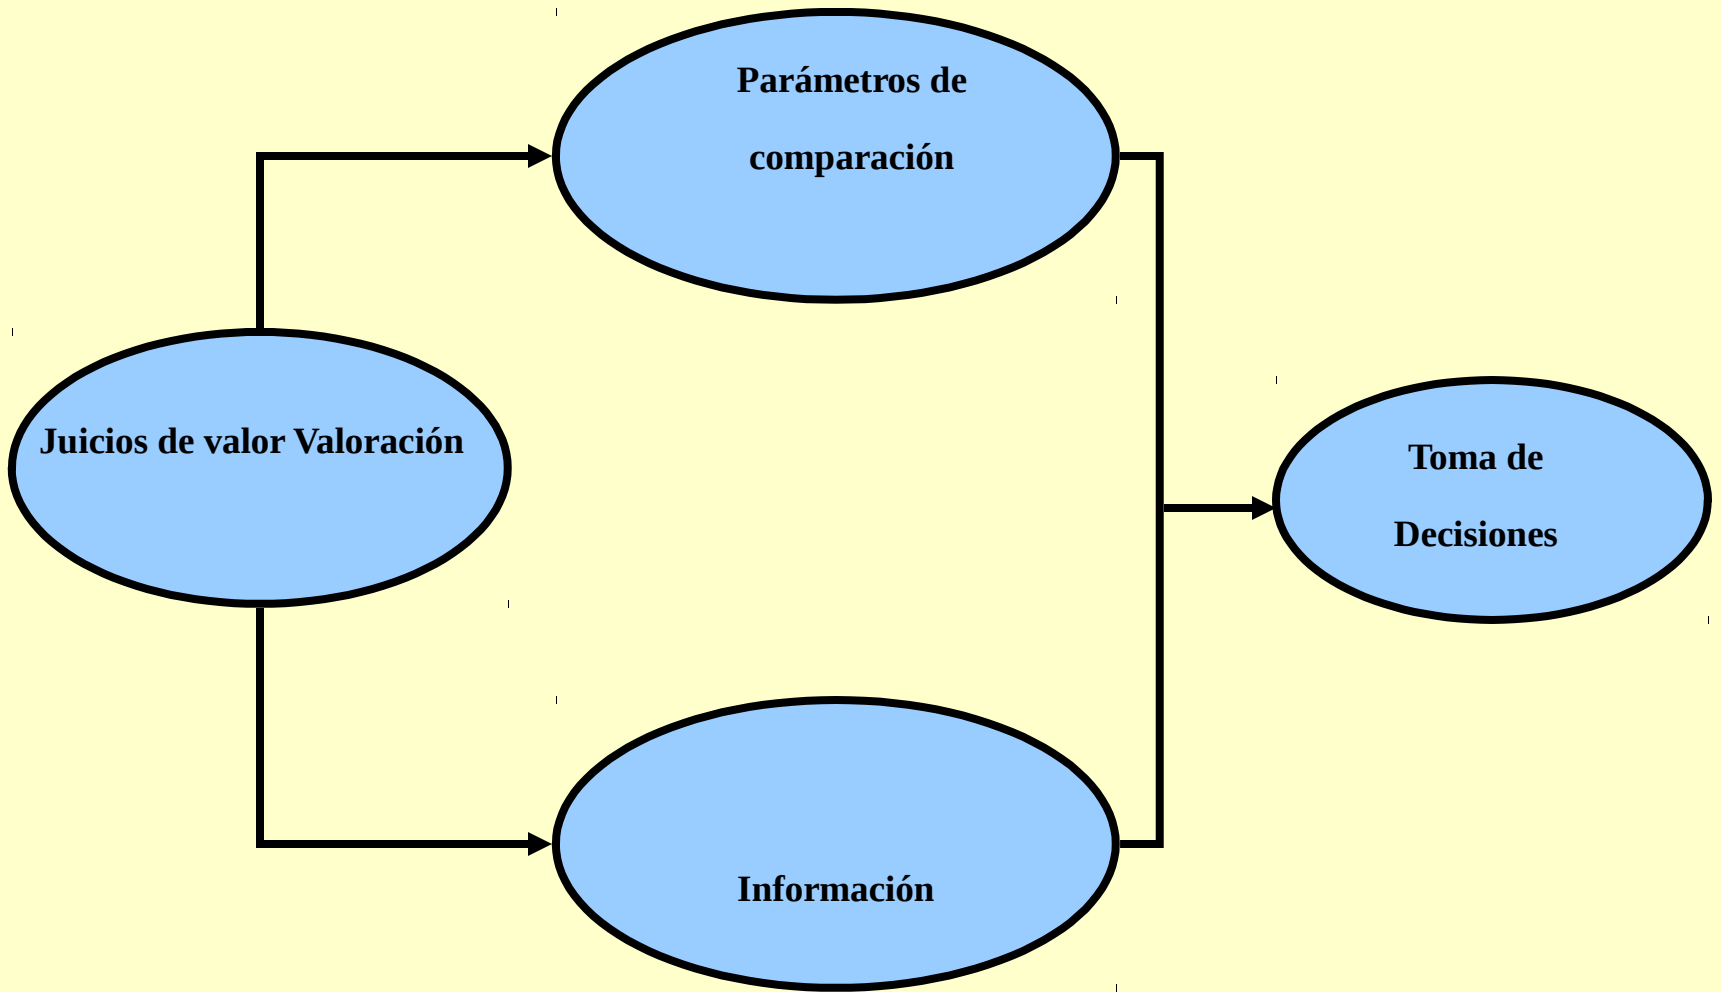 Parámetros de
comparación
Juicios de valor Valoración
Toma de
Decisiones
Información